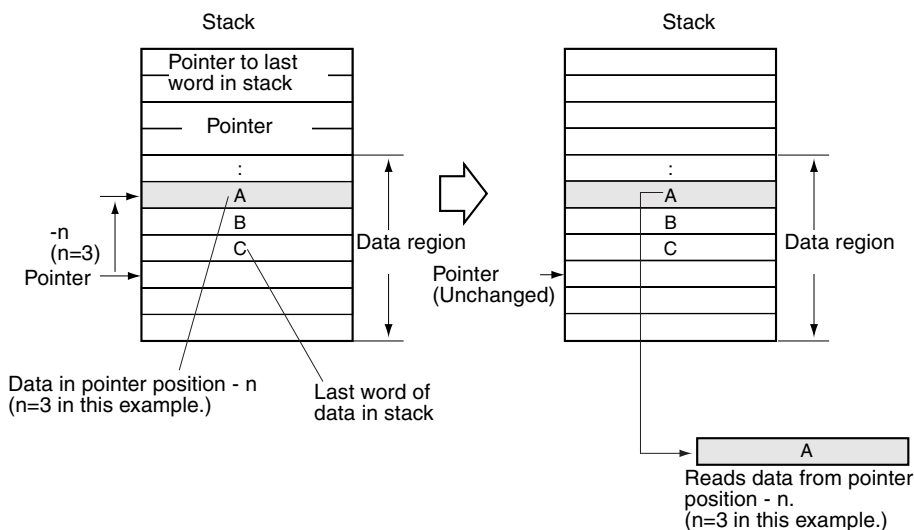 Stack
Pointer to last
word in stack
Pointer
:
A
B
C
-n
(n=3)
Pointer
Data region
Data in pointer position - n
(n=3 in this example.)
Last word of
data in stack
Stack
:
A
B
C
Pointer
(Unchanged)
Data region
A
Reads data from pointer
position - n.
(n=3 in this example.)